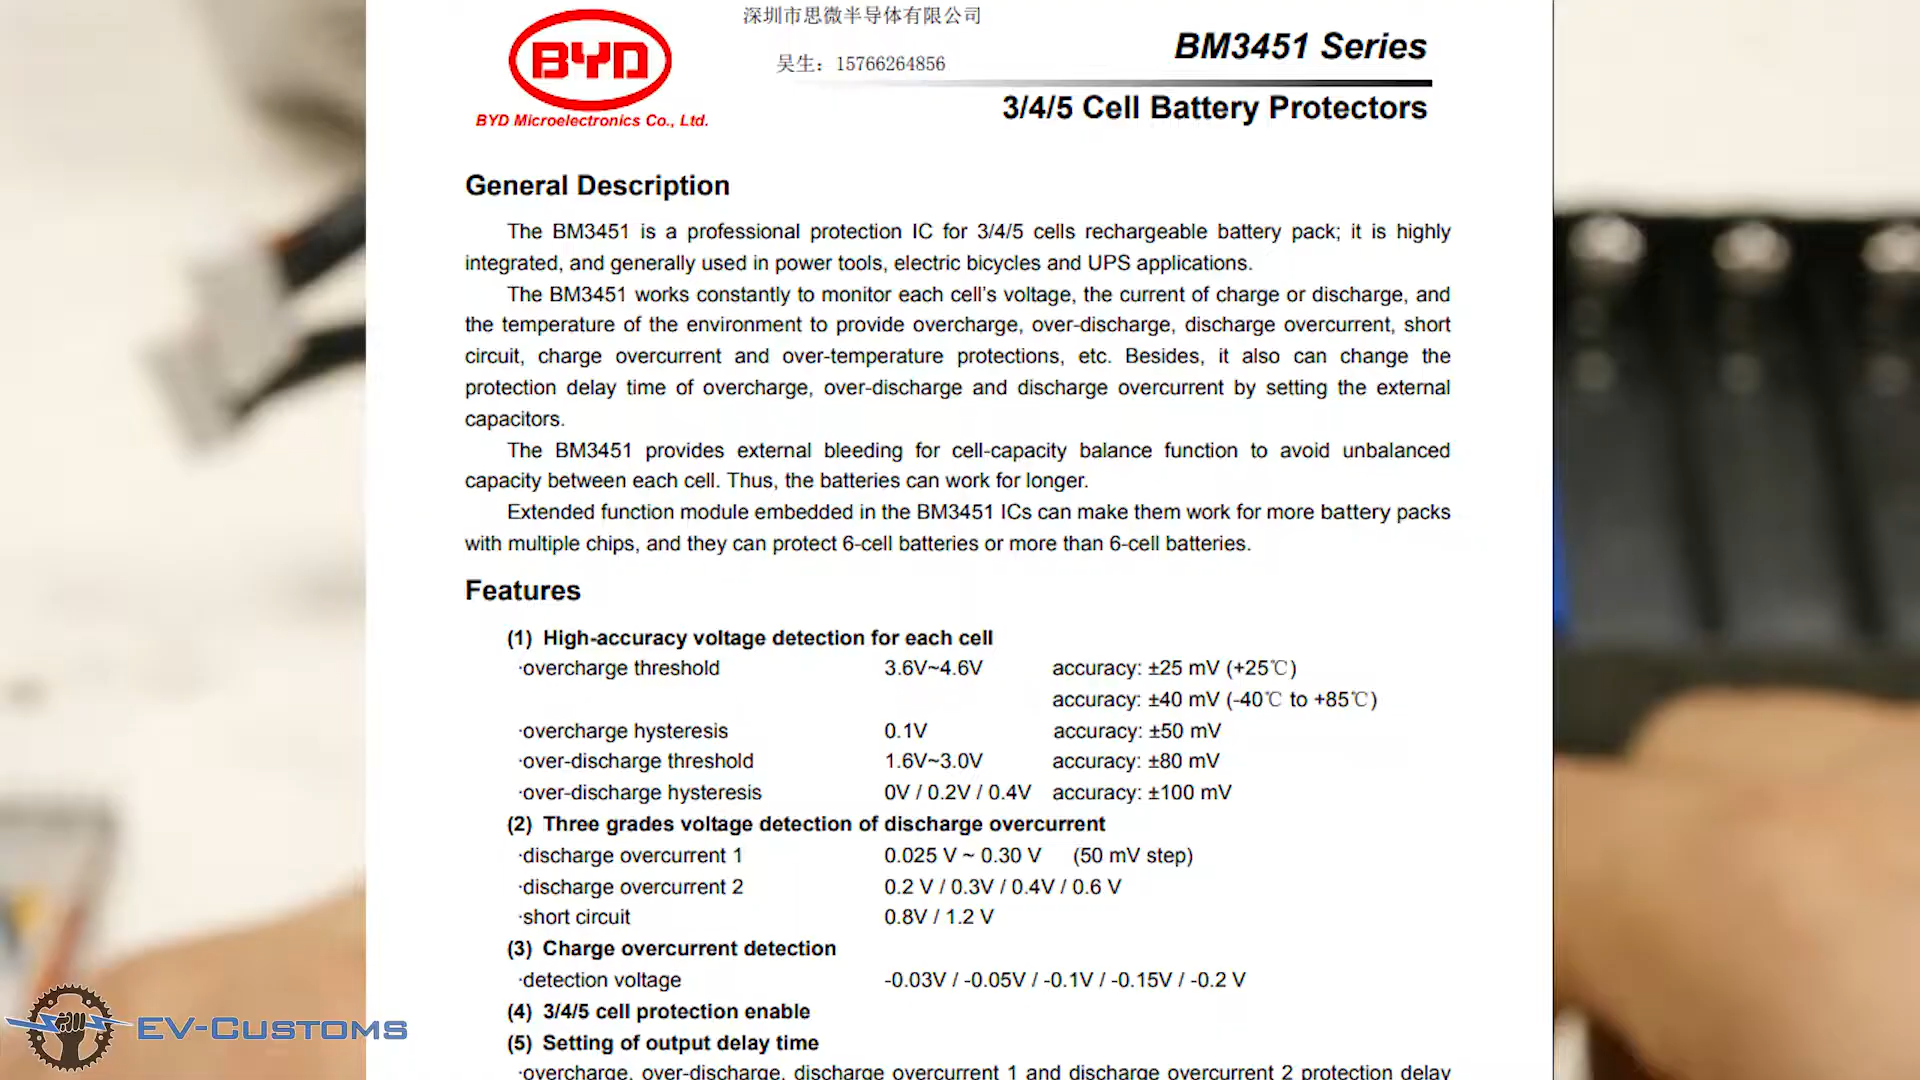 深圳市思微半导体有限公司
吴生：15766264856
BYD
BYD Microelectronics Co., Ltd.
BM3451 Series
3/4/5 Cell Battery Protectors
General Description
The BM3451 is a professional protection IC for 3/4/5 cells rechargeable battery pack; it is highly
integrated, and generally used in power tools, electric bicycles and UPS applications.
The BM3451 works constantly to monitor each cell's voltage, the current of charge or discharge, and
the temperature of the environment to provide overcharge, over-discharge, discharge overcurrent, short
circuit, charge overcurrent and over-temperature protections, etc. Besides, it also can change the
protection delay time of overcharge, over-discharge and discharge overcurrent by setting the external
capacitors.
The BM3451 provides external bleeding for cell-capacity balance function to avoid unbalanced
capacity between each cell. Thus, the batteries can work for longer.
Extended function module embedded in the BM3451 ICs can make them work for more battery packs
with multiple chips, and they can protect 6-cell batteries or more than 6-cell batteries.
Features
(1) High-accuracy voltage detection for each cell
·overcharge threshold 3.6V~4.6V accuracy: ±25 mV (+25℃)
accuracy: ±40 mV (-40℃ to +85℃)
·overcharge hysteresis 0.1V accuracy: ±50 mV
·over-discharge threshold 1.6V~3.0V accuracy: ±80 mV
·over-discharge hysteresis 0V / 0.2V / 0.4V accuracy: ±100 mV
(2) Three grades voltage detection of discharge overcurrent
·discharge overcurrent 1 0.025 V ~ 0.30 V (50 mV step)
·discharge overcurrent 2 0.2 V / 0.3V / 0.4V / 0.6 V
·short circuit 0.8V / 1.2 V
(3) Charge overcurrent detection
·detection voltage -0.03V / -0.05V / -0.1V / -0.15V / -0.2 V
(4) 3/4/5 cell protection enable
(5) Setting of output delay time
·overcharge, over-discharge, discharge overcurrent 1 and discharge overcurrent 2 protection delay
EV-Customs